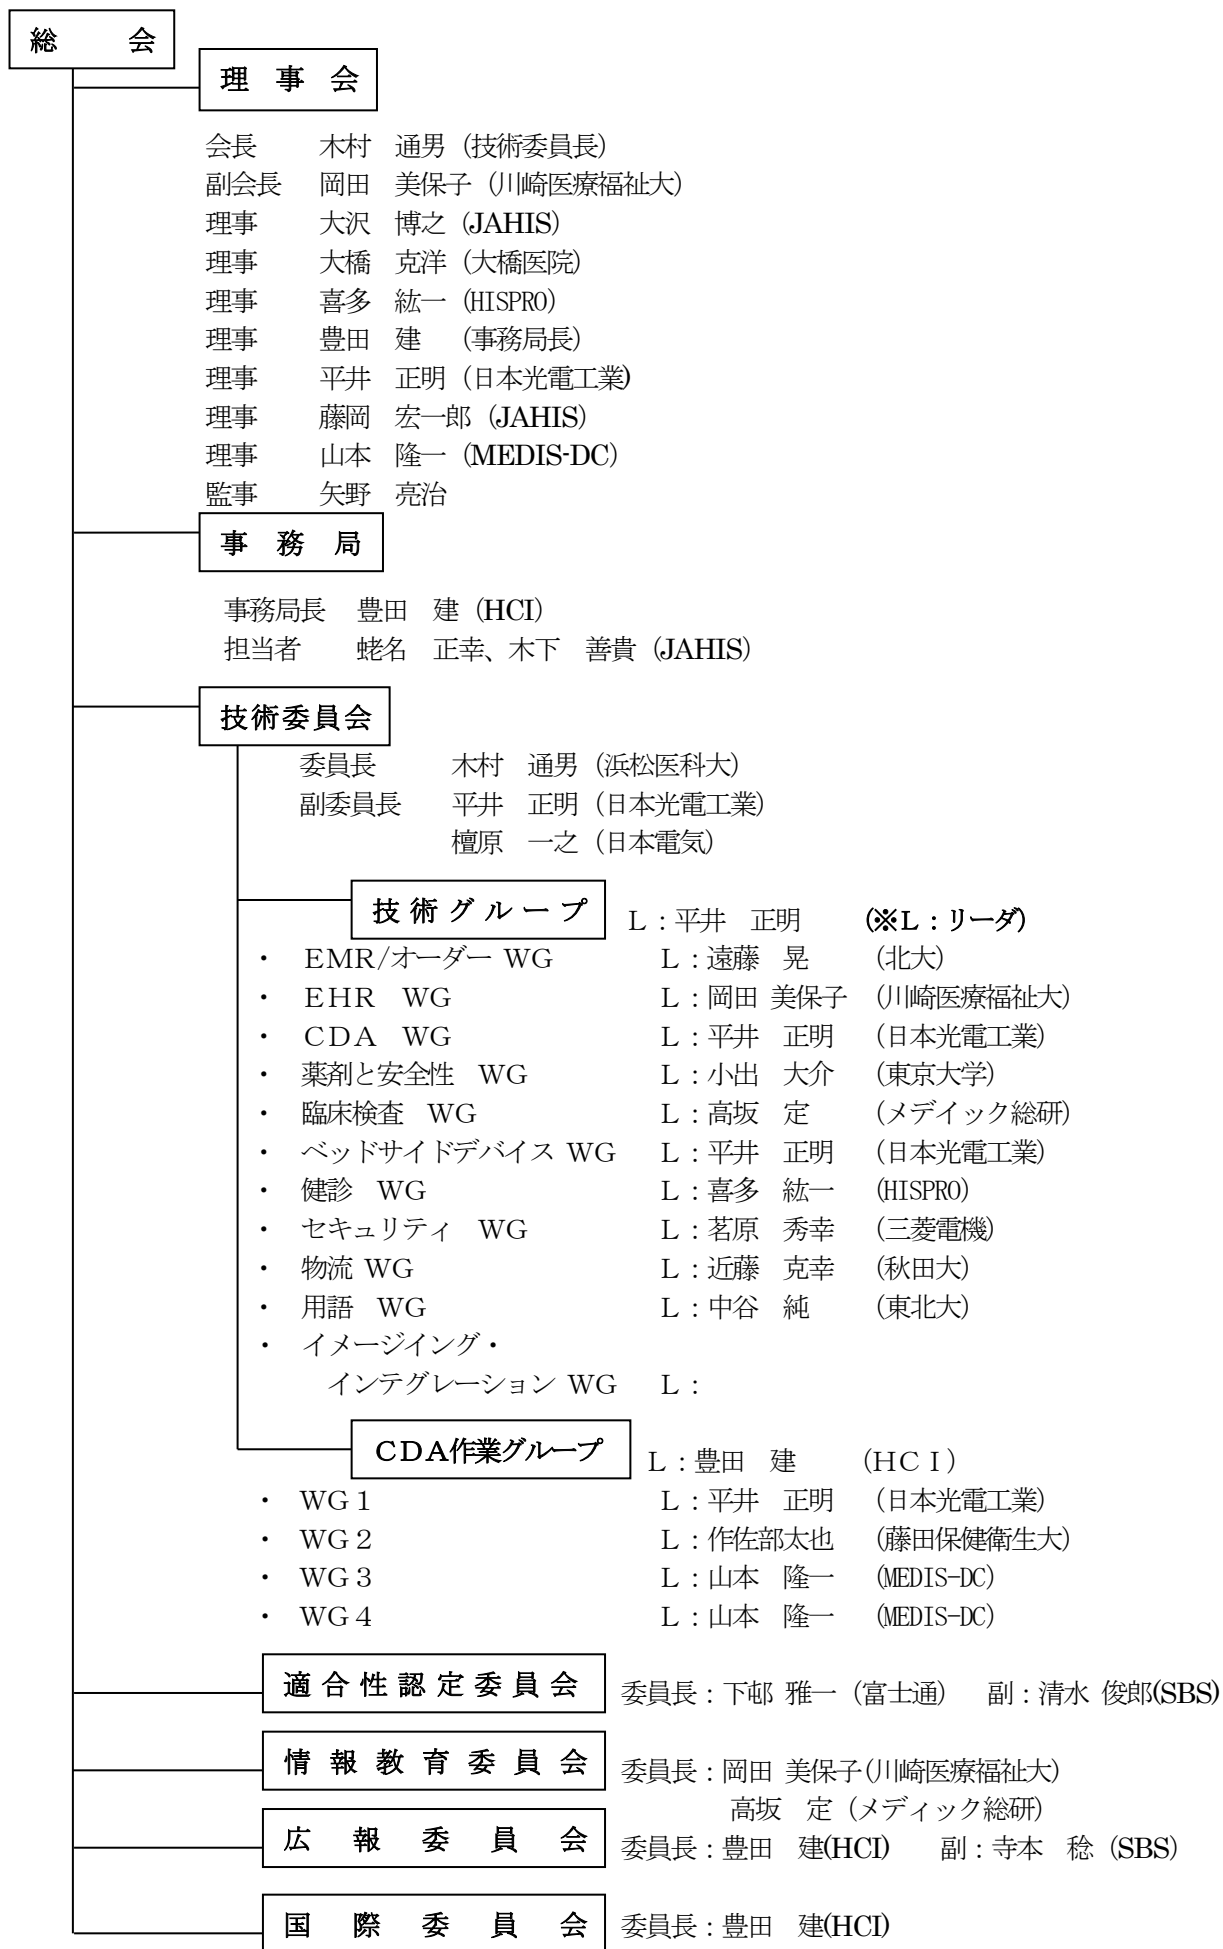 総　　会
理　事　会
会長　木村　通男（技術委員長）
副会長　岡田　美保子（川崎医療福祉大）
理事　大沢　博之（JAHIS）
理事　大橋　克洋（大橋医院）
理事　喜多　紘一（HISPRO）
理事　豊田　建　（事務局長）
理事　平井　正明（日本光電工業）
理事　藤岡　宏一郎（JAHIS）
理事　山本　隆一（MEDIS-DC）
監事　矢野　亮治
事　務　局
事務局長　豊田　建（HCI）
担当者　蛯名　正幸、木下　善貴（JAHIS）
技術委員会
委員長　木村　通男（浜松医科大）
副委員長　平井　正明（日本光電工業）
檀原　一之（日本電気）
技術グループ　L：平井　正明　（※L：リーダ）
・　EMR/オーダー WG　L：遠藤　晃　（北大）
・　EHR　WG　L：岡田 美保子　（川崎医療福祉大）
・　CDA　WG　L：平井　正明　（日本光電工業）
・　薬剤と安全性　WG　L：小出　大介　（東京大学）
・　臨床検査　WG　L：高坂　定　（メデイック総研）
・　ベッドサイドデバイス WG　L：平井　正明　（日本光電工業）
・　健診　WG　L：喜多　紘一　（HISPRO）
・　セキュリティ　WG　L：茗原　秀幸　（三菱電機）
・　物流 WG　L：近藤　克幸　（秋田大）
・　用語　WG　L：中谷　純　（東北大）
・　イメージイング・
インテグレーション WG　L：
CDA作業グループ　L：豊田　建　（HCI）
・　WG１　L：平井　正明　（日本光電工業）
・　WG２　L：作佐部太也　（藤田保健衛生大）
・　WG３　L：山本　隆一　（MEDIS-DC）
・　WG４　L：山本　隆一　（MEDIS-DC）
適合性認定委員会　委員長：下邨 雅一（富士通）　副：清水 俊郎(SBS)
情報教育委員会　委員長：岡田 美保子(川崎医療福祉大)
高坂　定（メディック総研）
広報委員会　委員長：豊田　建(HCI)　副：寺本　稔（SBS）
国際委員会　委員長：豊田　建(HCI)